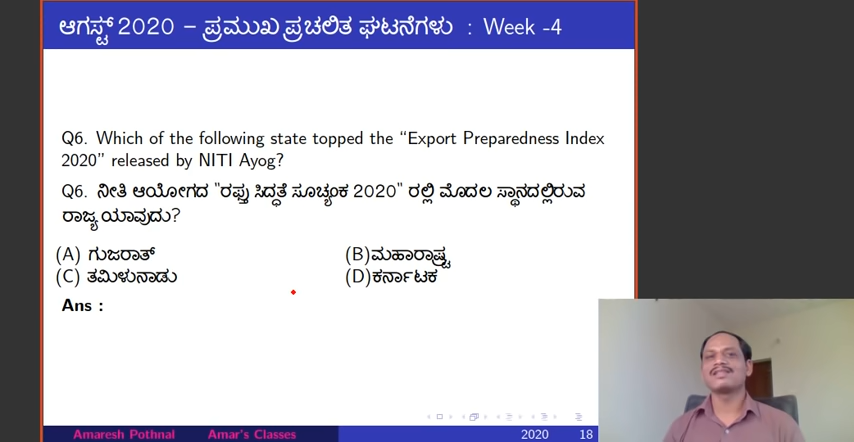 ಆಗಸ್ಟ್ 2020 – ಪ್ರಮುಖ ಪ್ರಚಲಿತ ಘಟನೆಗಳು : Week -4
Q6. Which of the following state topped the “Export Preparedness Index
2020” released by NITI Ayog?
Q6. ನೀತಿ ಆಯೋಗದ "ರಫ್ತು ಸಿದ್ಧತೆ ಸೂಚ್ಯಂಕ 2020" ರಲ್ಲಿ ಮೊದಲ ಸ್ಥಾನದಲ್ಲಿರುವ
ರಾಜ್ಯ ಯಾವುದು?
(A) ಗುಜರಾತ್ (B)ಮಹಾರಾಷ್ಟ್ರ
(C) ತಮಿಳುನಾಡು (D)ಕರ್ನಾಟಕ
Ans :
Amaresh Pothnal Amar's Classes 2020 18